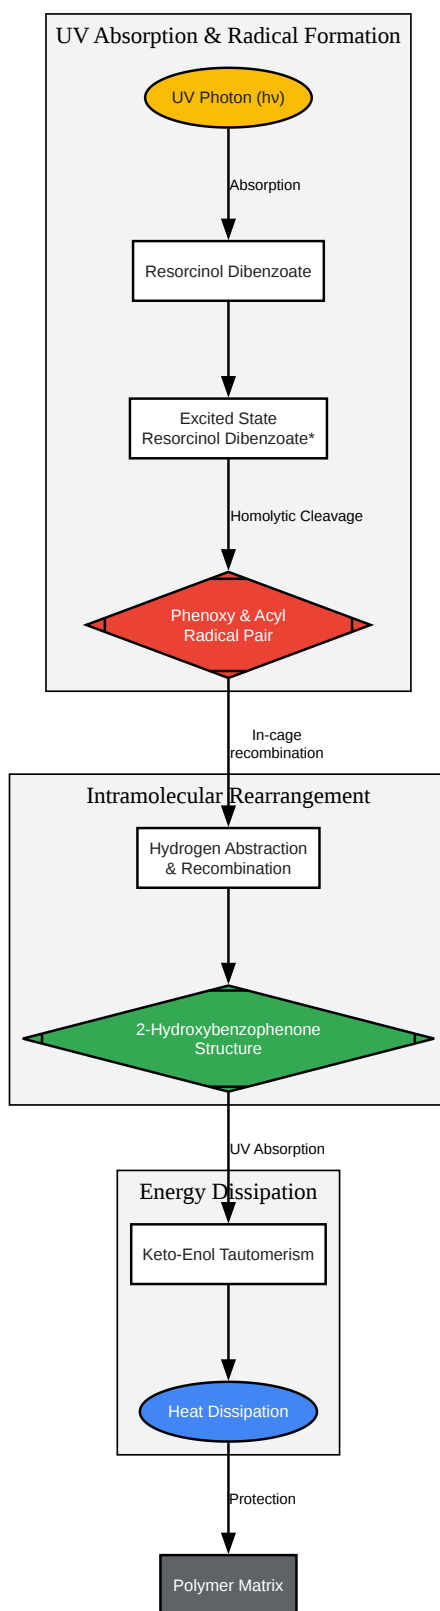 UV Absorption & Radical Formation
UV Photon (hν)
Absorption
Resorcinol Dibenzoate
Excited State
Resorcinol Dibenzoate*
Homolytic Cleavage
Phenoxy & Acyl
Radical Pair
In-cage
recombination
Intramolecular Rearrangement
Hydrogen Abstraction
& Recombination
2-Hydroxybenzophenone
Structure
UV Absorption
Energy Dissipation
Keto-Enol Tautomerism
Heat Dissipation
Protection
Polymer Matrix